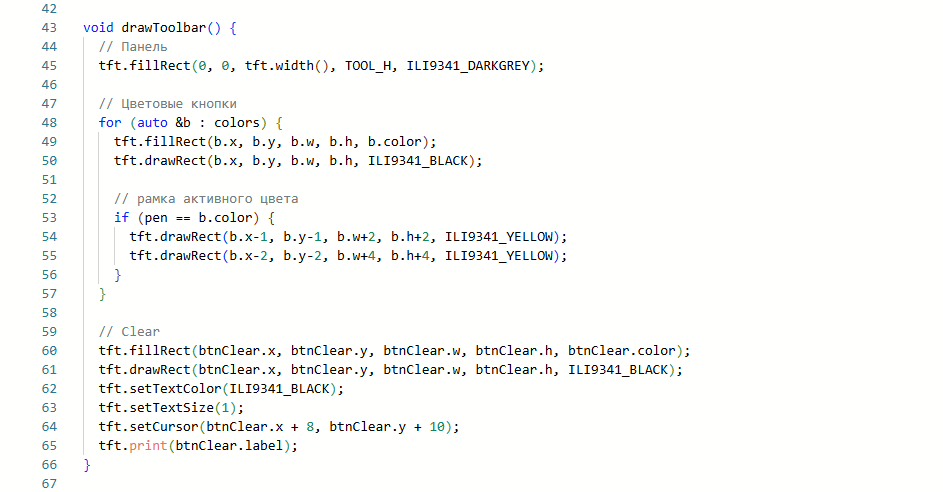 42
43 void drawToolbar() {
44 // Панель
45 tft.fillRect(0, 0, tft.width(), TOOL_H, ILI9341_DARKGREY);
46
47 // Цветовые кнопки
48 for (auto &b : colors) {
49 tft.fillRect(b.x, b.y, b.w, b.h, b.color);
50 tft.drawRect(b.x, b.y, b.w, b.h, ILI9341_BLACK);
51
52 // рамка активного цвета
53 if (pen == b.color) {
54 tft.drawRect(b.x-1, b.y-1, b.w+2, b.h+2, ILI9341_YELLOW);
55 tft.drawRect(b.x-2, b.y-2, b.w+4, b.h+4, ILI9341_YELLOW);
56 }
57 }
58
59 // Clear
60 tft.fillRect(btnClear.x, btnClear.y, btnClear.w, btnClear.h, btnClear.color);
61 tft.drawRect(btnClear.x, btnClear.y, btnClear.w, btnClear.h, ILI9341_BLACK);
62 tft.setTextColor(ILI9341_BLACK);
63 tft.setTextSize(1);
64 tft.setCursor(btnClear.x + 8, btnClear.y + 10);
65 tft.print(btnClear.label);
66 }
67